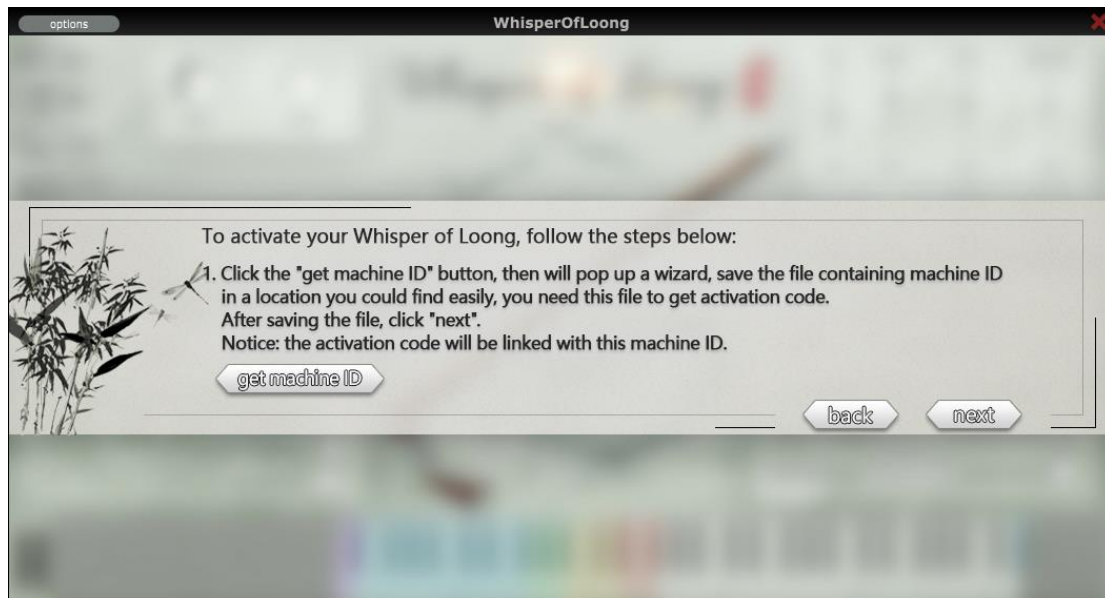 options
WhisperOfLoong
To activate your Whisper of Loong, follow the steps below:
1. Click the "get machine ID" button, then will pop up a wizard, save the file containing machine ID
in a location you could find easily, you need this file to get activation code.
After saving the file, click "next".
Notice: the activation code will be linked with this machine ID.
get machine ID
back
next